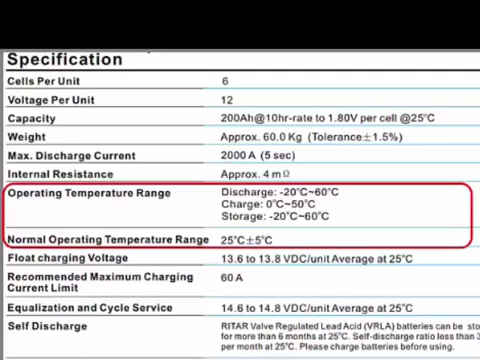 Specification
Cells Per Unit 6
Voltage Per Unit 12
Capacity 200Ah@10hr-rate to 1.80V per cell @25°C
Weight Approx. 60.0 Kg (Tolerance±1.5%)
Max. Discharge Current 2000 A (5 sec)
Internal Resistance Approx. 4 mΩ
Operating Temperature Range Discharge: -20°C~60°C
Charge: 0°C~50°C
Storage: -20°C~60°C
Normal Operating Temperature Range 25°C±5°C
Float charging Voltage 13.6 to 13.8 VDC/unit Average at 25°C
Recommended Maximum Charging 60 A
Current Limit
Equalization and Cycle Service 14.6 to 14.8 VDC/unit Average at 25°C
Self Discharge RITAR Valve Regulated Lead Acid (VRLA) batteries can be
for more than 6 months at 25°C. Self-discharge ratio less than
per month at 25°C. Please charge batteries before using.